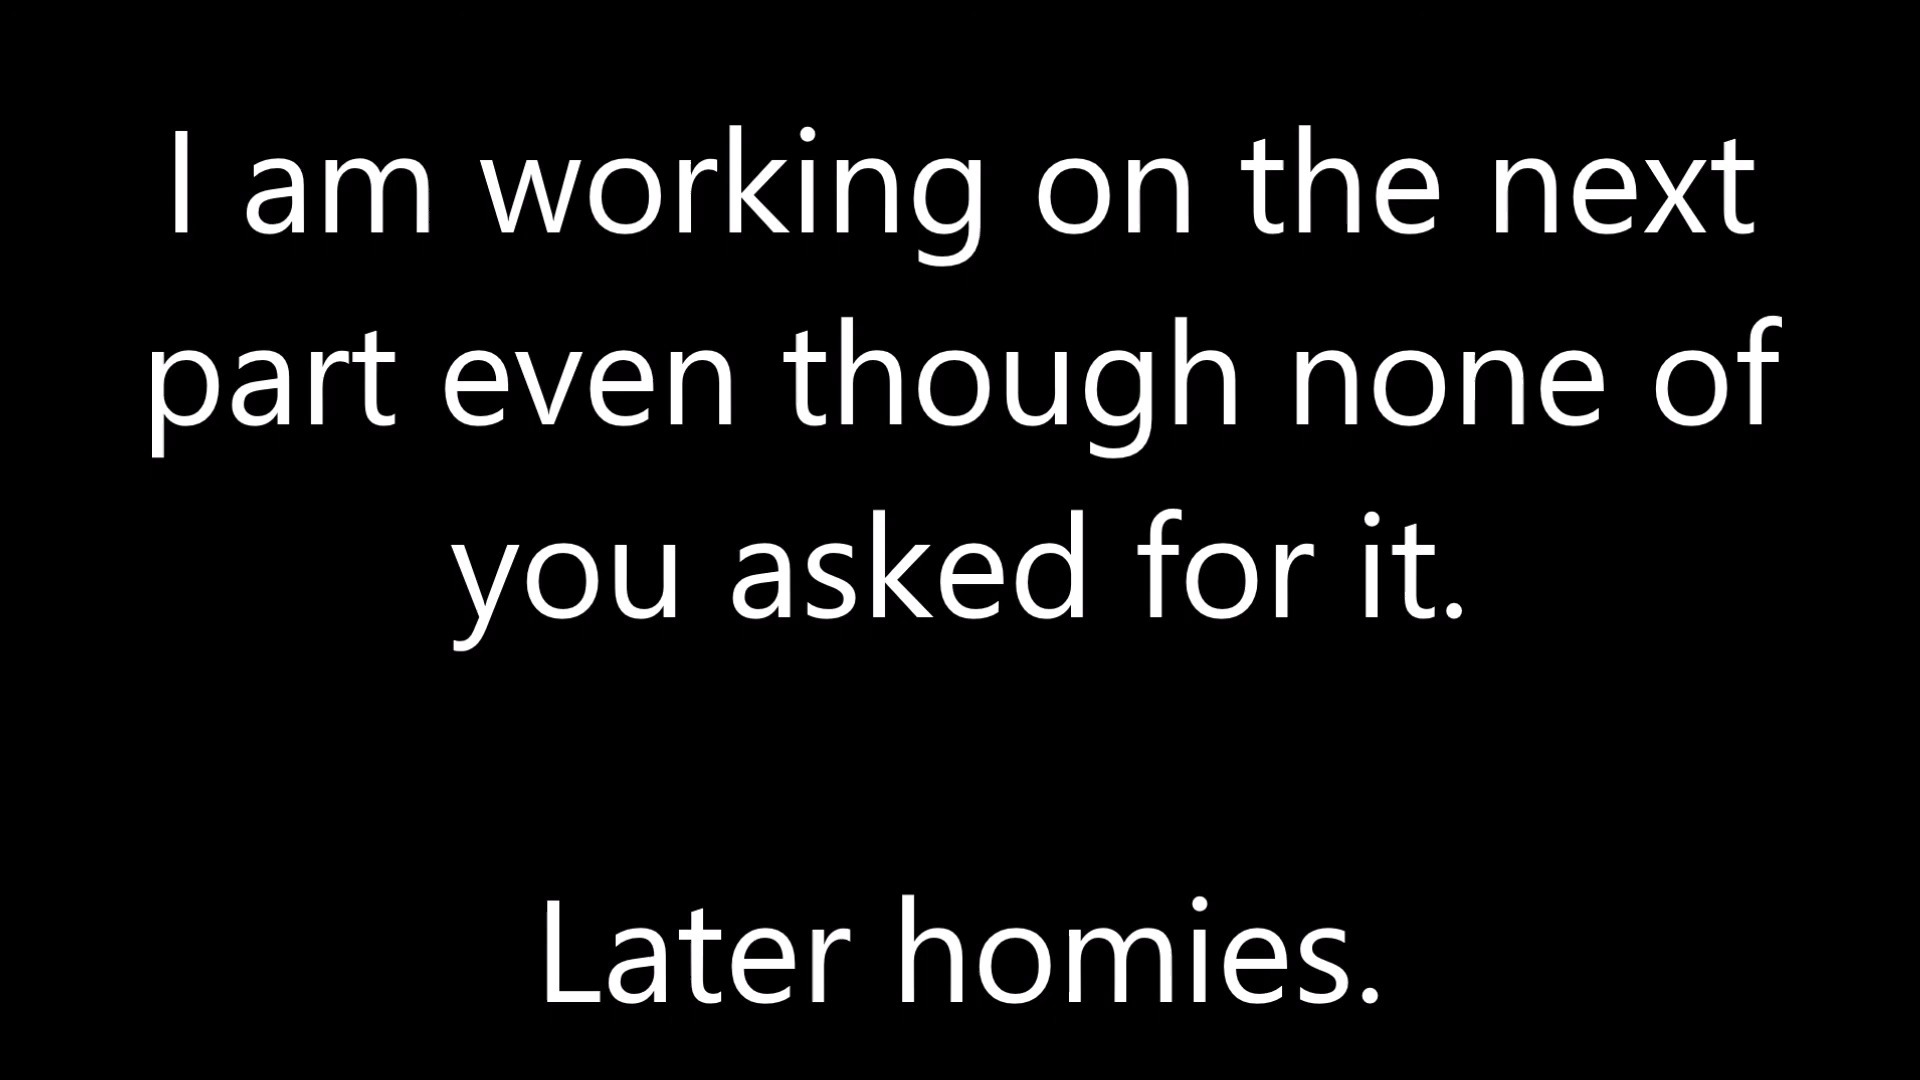 I am working on the next
part even though none of
you asked for it.
Later homies.